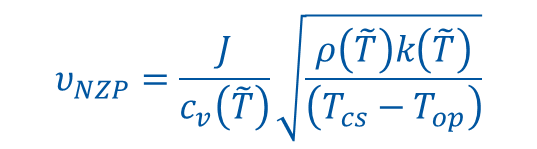 υ_NZP = J / c_v(T̃) √(ρ(T̃)k(T̃) / (T_cs − T_op))